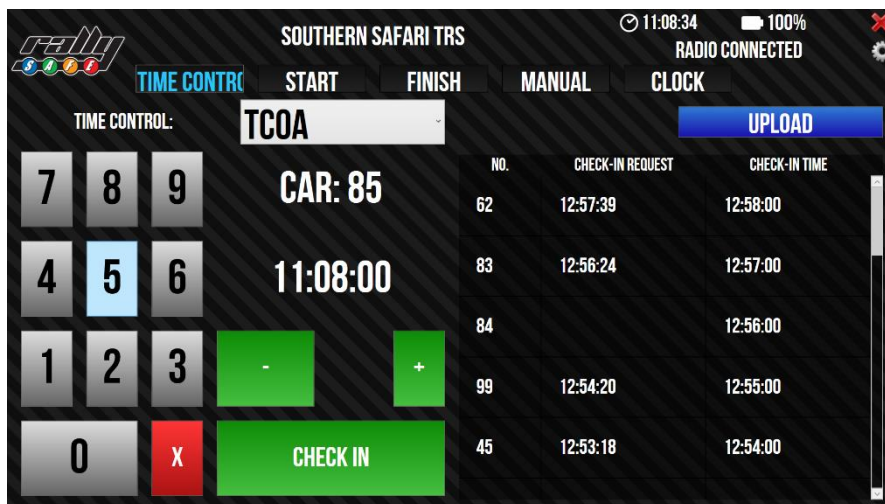 rally
SAFE
SOUTHERN SAFARI TRS
11:08:34
100%
RADIO CONNECTED
TIME CONTR
START
FINISH
MANUAL
CLOCK
TIME CONTROL:
TCOA
UPLOAD
7 8 9
4 5 6
1 2 3
0 X
CAR: 85
11:08:00
- +
CHECK IN
NO. CHECK-IN REQUEST CHECK-IN TIME
62 12:57:39 12:58:00
83 12:56:24 12:57:00
84 12:56:00
99 12:54:20 12:55:00
45 12:53:18 12:54:00